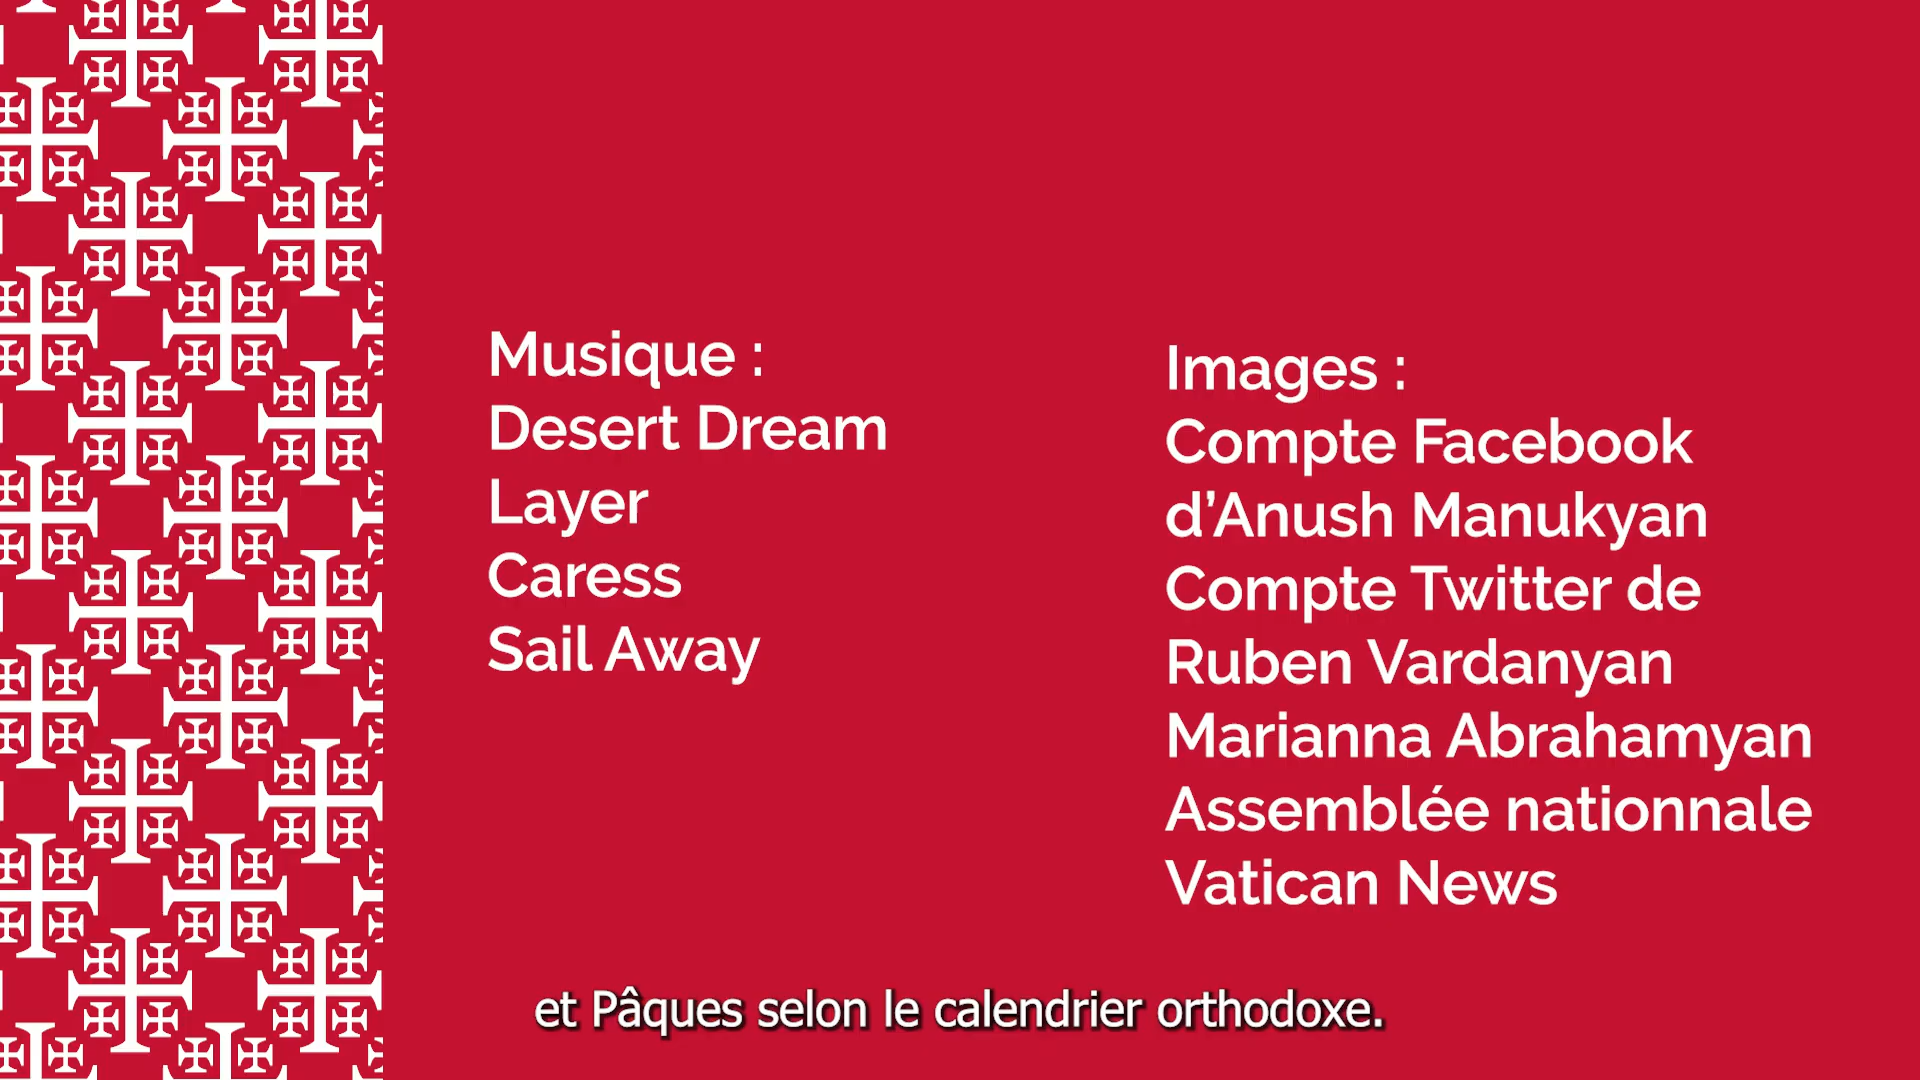 Musique :
Desert Dream
Layer
Caress
Sail Away
Images :
Compte Facebook
d’Anush Manukyan
Compte Twitter de
Ruben Vardanyan
Marianna Abrahamyan
Assemblée nationnale
Vatican News
et Pâques selon le calendrier orthodoxe.